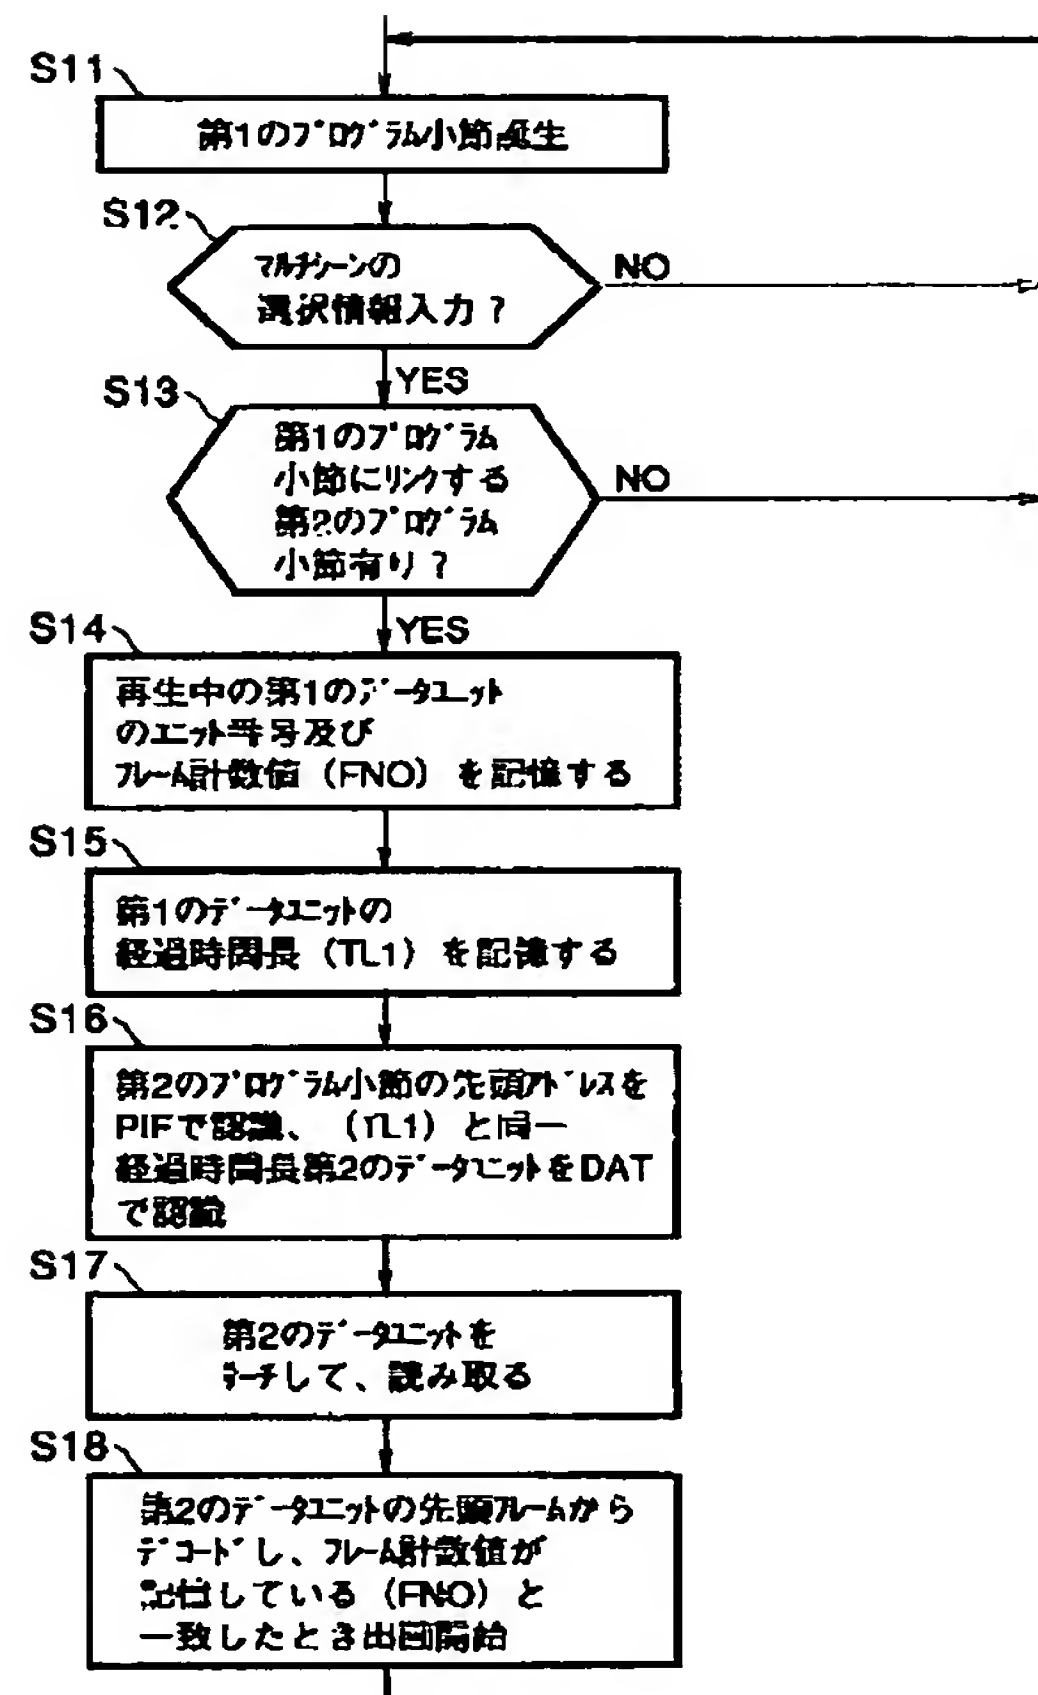 S11
第1のプログラム小節再生
S12
マルチシーンの
選択情報入力？
NO
YES
S13
第1のプログラム
小節にリンクする
第2のプログラム
小節有り？
NO
YES
S14
再生中の第1のデータユニット
のユニット番号及び
フレーム計数値（FNO）を記憶する
S15
第1のデータユニットの
経過時間長（TL1）を記憶する
S16
第2のプログラム小節の先頭アドレスを
PIFで認識、（TL1）と同一
経過時間長第2のデータユニットをDAT
で認識
S17
第2のデータユニットを
サーチして、読み取る
S18
第2のデータユニットの先頭フレームから
デコードし、フレーム計数値が
記憶している（FNO）と
一致したとき出画開始